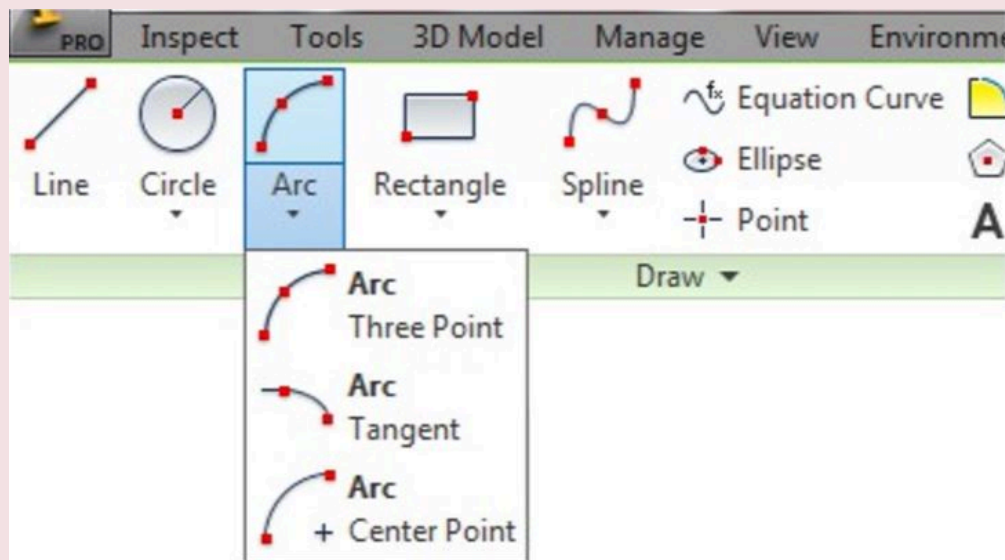 PRO Inspect Tools 3D Model Manage View Environme
Line Circle Arc Rectangle Spline
fx Equation Curve
Ellipse
Point
A
Draw
Arc
Three Point
Arc
Tangent
Arc
Center Point